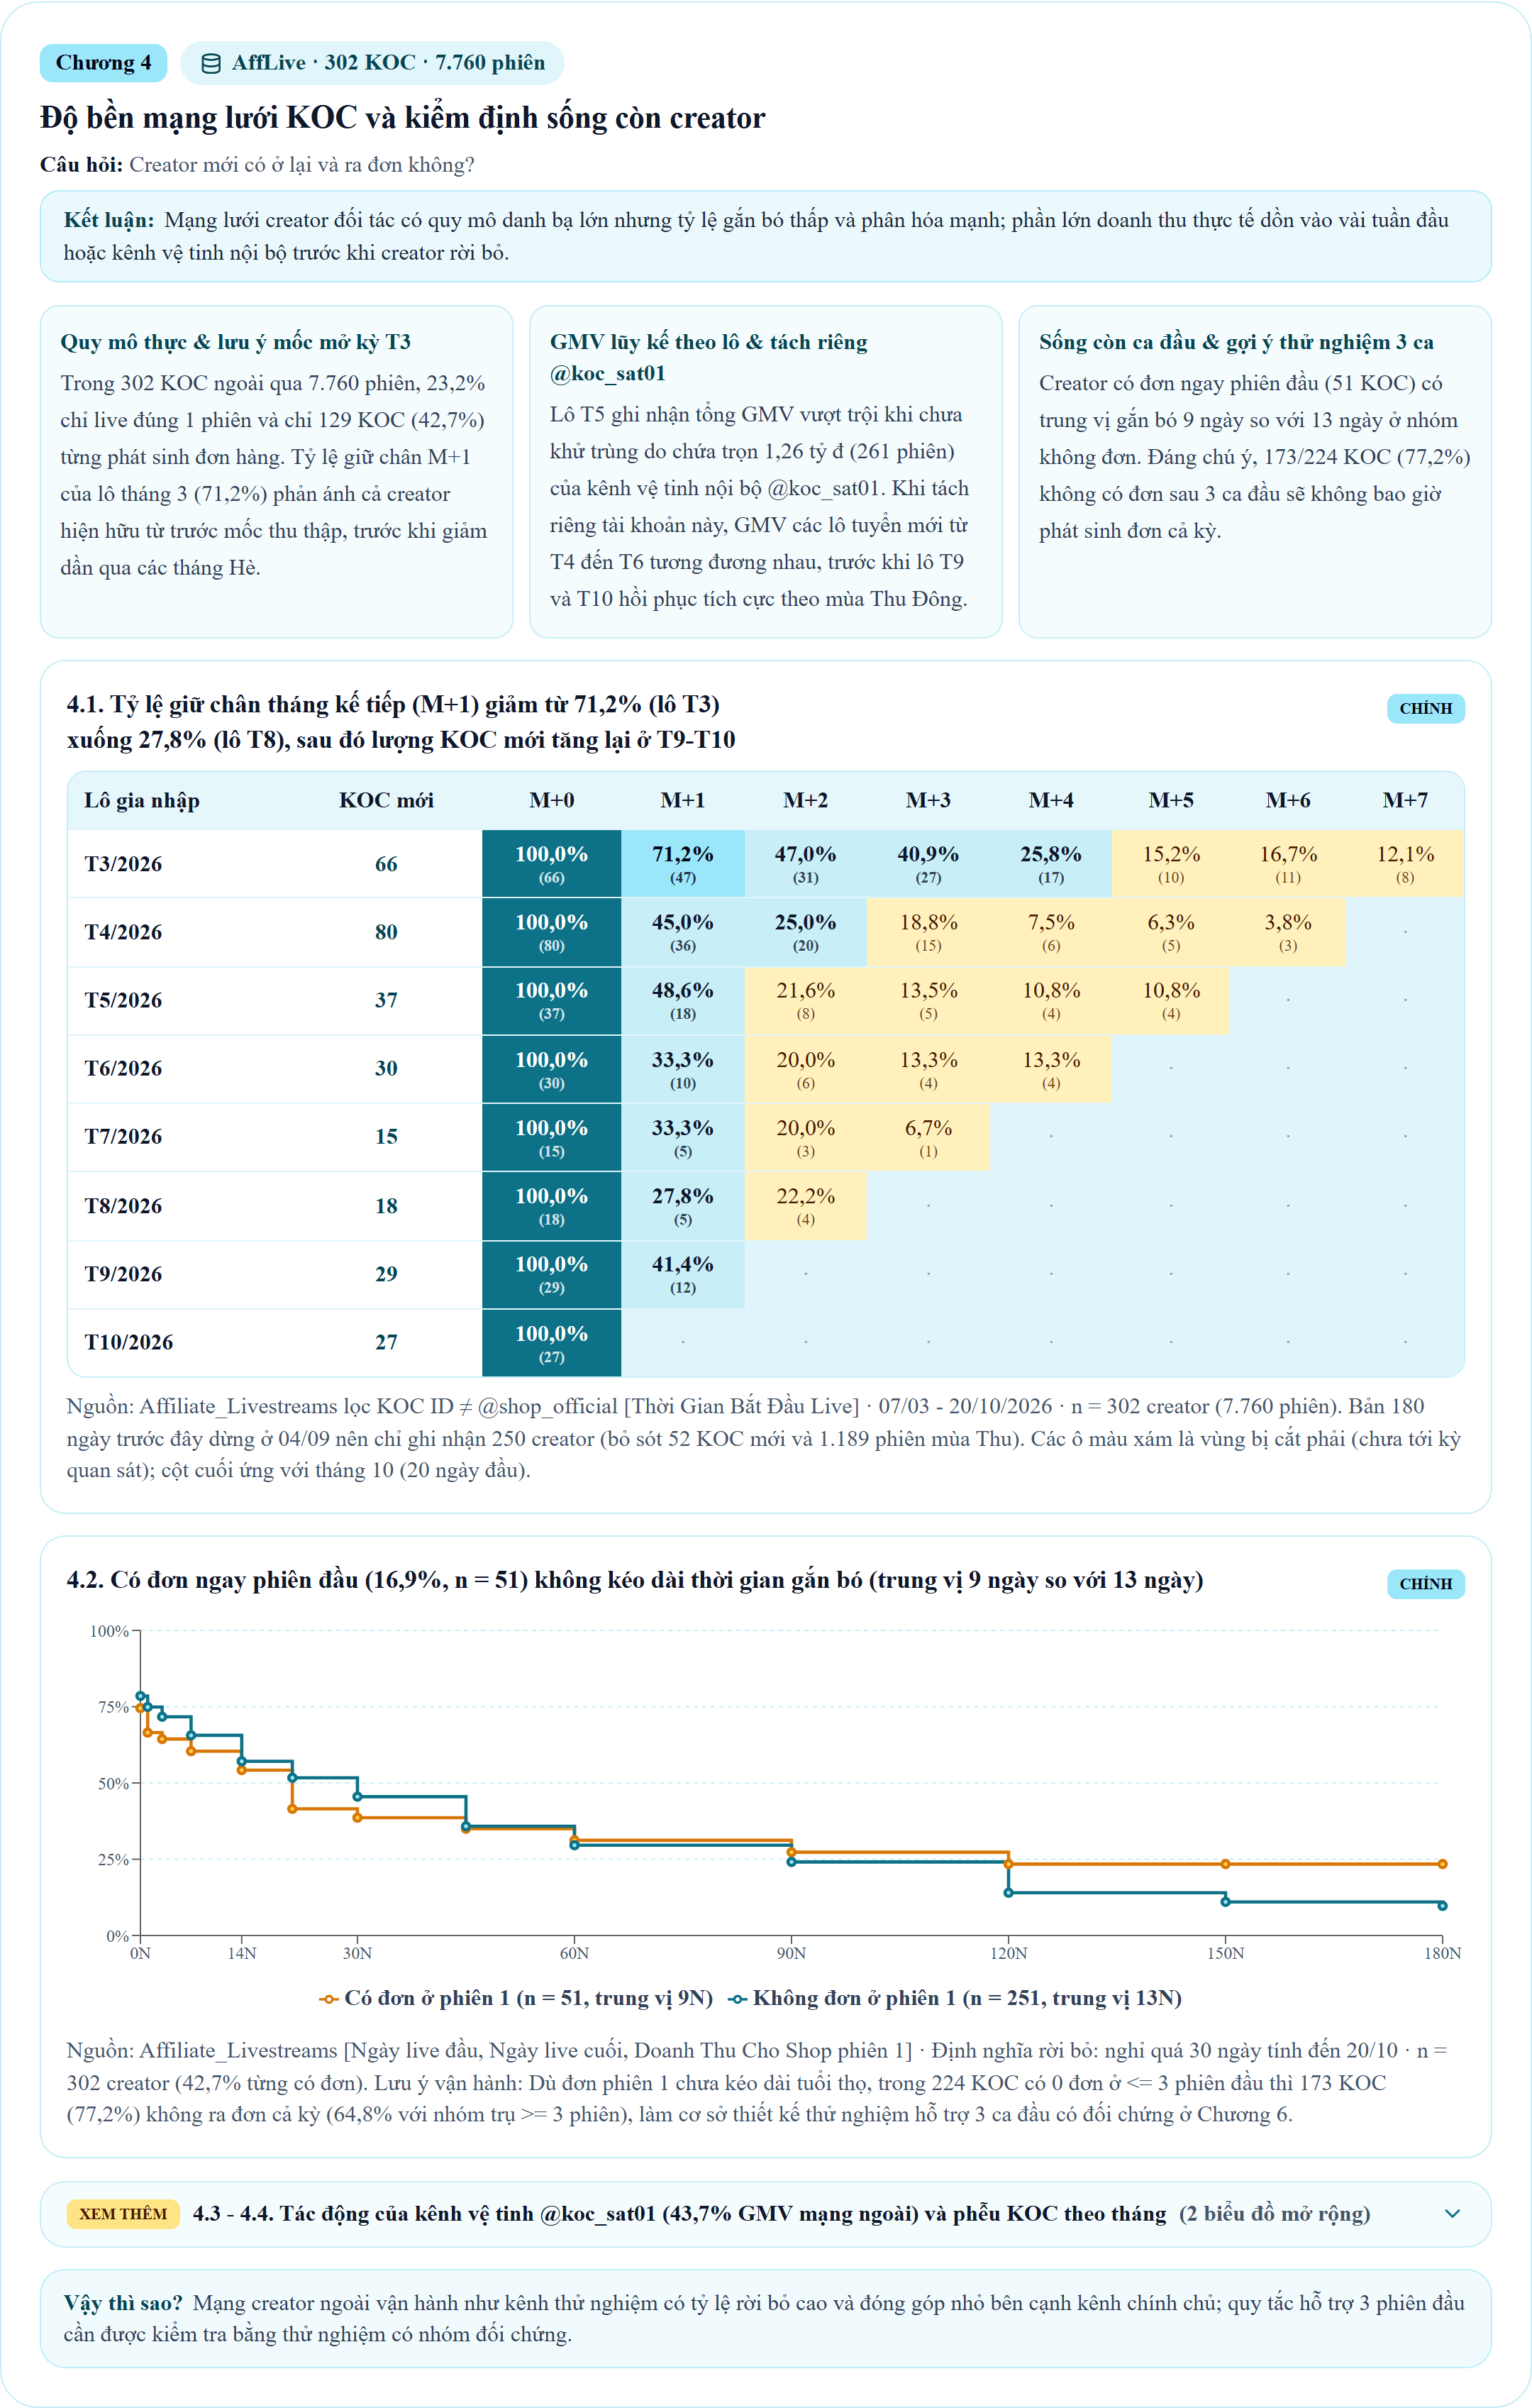 Chương 4
AffLive · 302 KOC · 7.760 phiên
Độ bền mạng lưới KOC và kiểm định sống còn creator
Câu hỏi: Creator mới có ở lại và ra đơn không?
Kết luận: Mạng lưới creator đối tác có quy mô danh bạ lớn nhưng tỷ lệ gắn bó thấp và phân hóa mạnh; phần lớn doanh thu thực tế dồn vào vài tuần đầu
hoặc kênh vệ tinh nội bộ trước khi creator rời bỏ.
Quy mô thực & lưu ý mốc mở kỳ T3
Trong 302 KOC ngoài qua 7.760 phiên, 23,2%
chỉ live đúng 1 phiên và chỉ 129 KOC (42,7%)
từng phát sinh đơn hàng. Tỷ lệ giữ chân M+1
của lô tháng 3 (71,2%) phản ánh cả creator
hiện hữu từ trước mốc thu thập, trước khi giảm
dần qua các tháng Hè.
GMV lũy kế theo lô & tách riêng
@koc_sat01
Lô T5 ghi nhận tổng GMV vượt trội khi chưa
khử trùng do chứa trọn 1,26 tỷ đ (261 phiên)
của kênh vệ tinh nội bộ @koc_sat01. Khi tách
riêng tài khoản này, GMV các lô tuyển mới từ
T4 đến T6 tương đương nhau, trước khi lô T9
và T10 hồi phục tích cực theo mùa Thu Đông.
Sống còn ca đầu & gợi ý thử nghiệm 3 ca
Creator có đơn ngay phiên đầu (51 KOC) có
trung vị gắn bó 9 ngày so với 13 ngày ở nhóm
không đơn. Đáng chú ý, 173/224 KOC (77,2%)
không có đơn sau 3 ca đầu sẽ không bao giờ
phát sinh đơn cả kỳ.
4.1. Tỷ lệ giữ chân tháng kế tiếp (M+1) giảm từ 71,2% (lô T3)
xuống 27,8% (lô T8), sau đó lượng KOC mới tăng lại ở T9-T10
CHÍNH
Lô gia nhập KOC mới M+0 M+1 M+2 M+3 M+4 M+5 M+6 M+7
T3/2026 66 100,0% 71,2% 47,0% 40,9% 25,8% 15,2% 16,7% 12,1%
(66) (47) (31) (27) (17) (10) (11) (8)
T4/2026 80 100,0% 45,0% 25,0% 18,8% 7,5% 6,3% 3,8% ·
(80) (36) (20) (15) (6) (5) (3)
T5/2026 37 100,0% 48,6% 21,6% 13,5% 10,8% 10,8% · ·
(37) (18) (8) (5) (4) (4)
T6/2026 30 100,0% 33,3% 20,0% 13,3% 13,3% · · ·
(30) (10) (6) (4) (4)
T7/2026 15 100,0% 33,3% 20,0% 6,7% · · · ·
(15) (5) (3) (1)
T8/2026 18 100,0% 27,8% 22,2% · · · · ·
(18) (5) (4)
T9/2026 29 100,0% 41,4% · · · · · ·
(29) (12)
T10/2026 27 100,0% · · · · · · ·
(27)
Nguồn: Affiliate_Livestreams lọc KOC ID ≠ @shop_official [Thời Gian Bắt Đầu Live] · 07/03 - 20/10/2026 · n = 302 creator (7.760 phiên). Bản 180
ngày trước đây dừng ở 04/09 nên chỉ ghi nhận 250 creator (bỏ sót 52 KOC mới và 1.189 phiên mùa Thu). Các ô màu xám là vùng bị cắt phải (chưa tới kỳ
quan sát); cột cuối ứng với tháng 10 (20 ngày đầu).
4.2. Có đơn ngay phiên đầu (16,9%, n = 51) không kéo dài thời gian gắn bó (trung vị 9 ngày so với 13 ngày)
CHÍNH
100%
75%
50%
25%
0%
0N 14N 30N 60N 90N 120N 150N 180N
Có đơn ở phiên 1 (n = 51, trung vị 9N) Không đơn ở phiên 1 (n = 251, trung vị 13N)
Nguồn: Affiliate_Livestreams [Ngày live đầu, Ngày live cuối, Doanh Thu Cho Shop phiên 1] · Định nghĩa rời bỏ: nghỉ quá 30 ngày tính đến 20/10 · n =
302 creator (42,7% từng có đơn). Lưu ý vận hành: Dù đơn phiên 1 chưa kéo dài tuổi thọ, trong 224 KOC có 0 đơn ở <= 3 phiên đầu thì 173 KOC
(77,2%) không ra đơn cả kỳ (64,8% với nhóm trụ >= 3 phiên), làm cơ sở thiết kế thử nghiệm hỗ trợ 3 ca đầu có đối chứng ở Chương 6.
XEM THÊM 4.3 - 4.4. Tác động của kênh vệ tinh @koc_sat01 (43,7% GMV mạng ngoài) và phễu KOC theo tháng (2 biểu đồ mở rộng)
Vậy thì sao? Mạng creator ngoài vận hành như kênh thử nghiệm có tỷ lệ rời bỏ cao và đóng góp nhỏ bên cạnh kênh chính chủ; quy tắc hỗ trợ 3 phiên đầu
cần được kiểm tra bằng thử nghiệm có nhóm đối chứng.